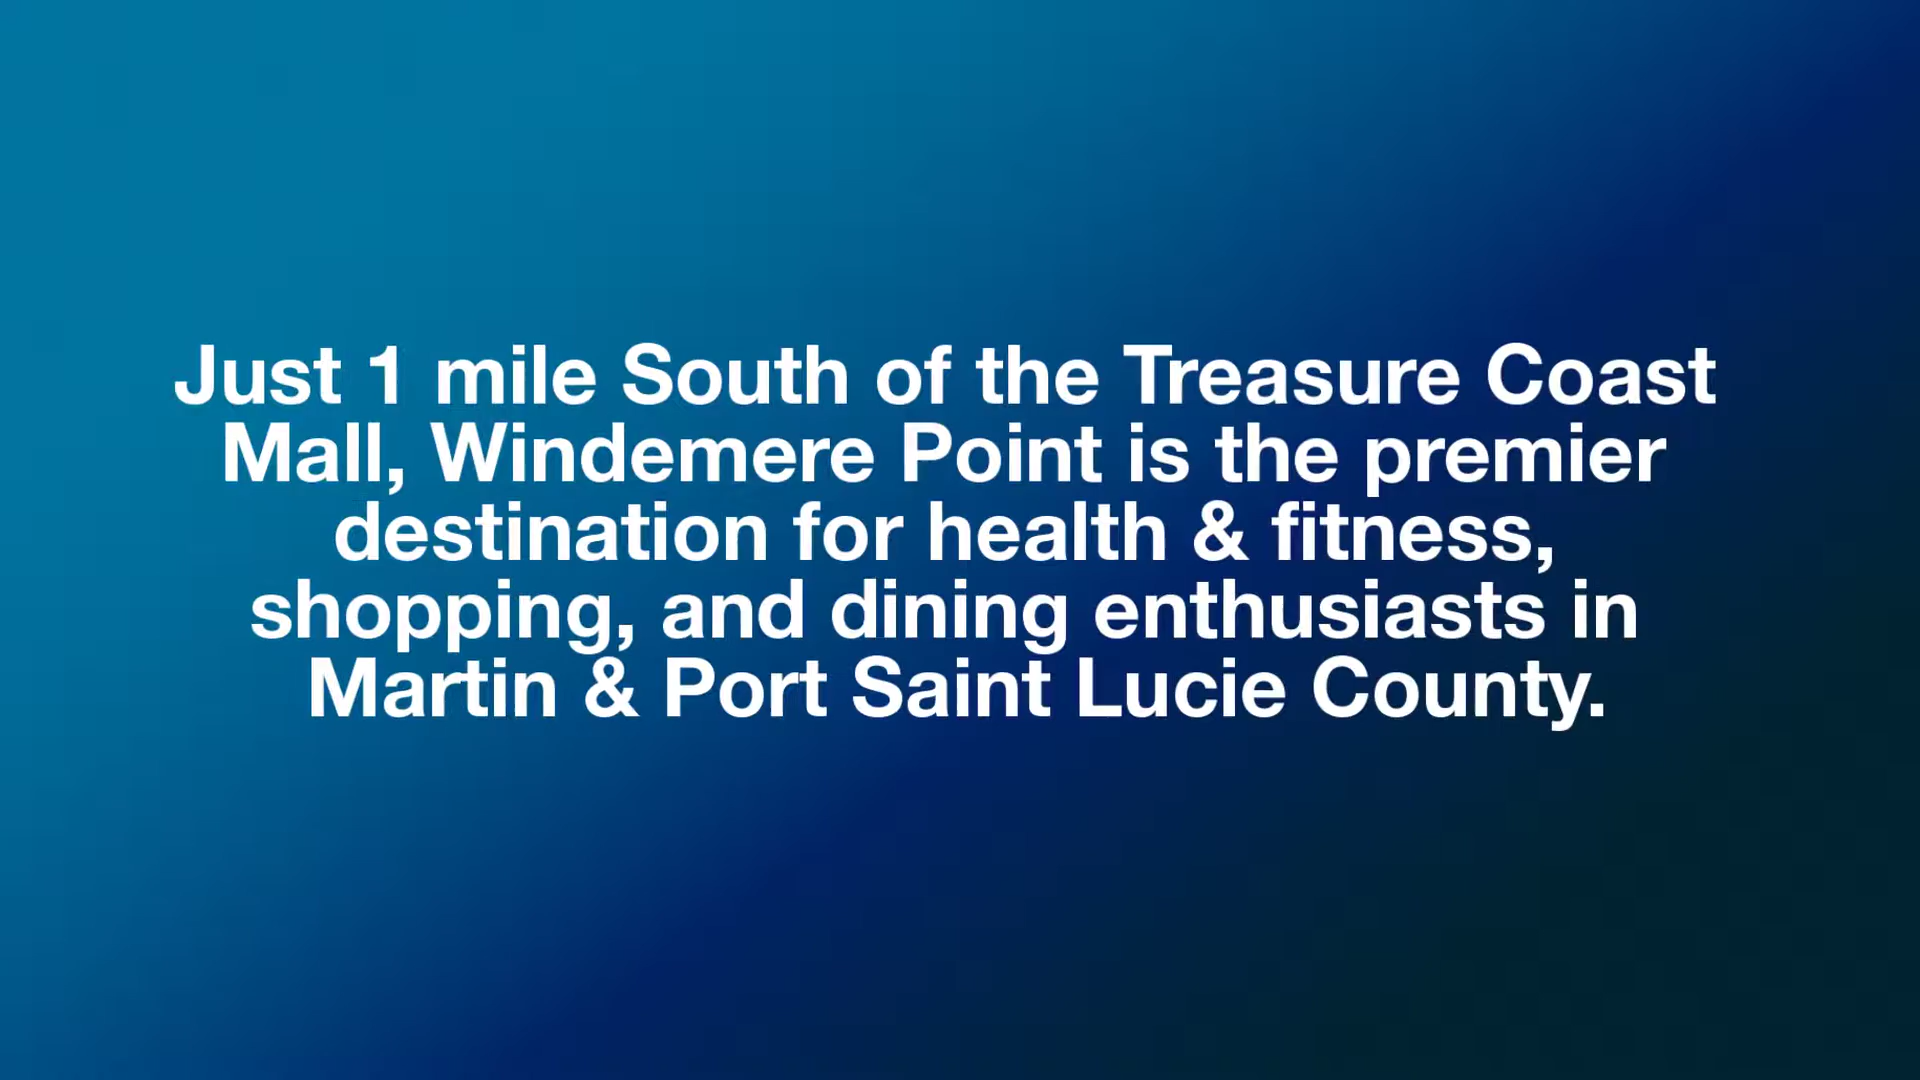 Just 1 mile South of the Treasure Coast
Mall, Windemere Point is the premier
destination for health & fitness,
shopping, and dining enthusiasts in
Martin & Port Saint Lucie County.